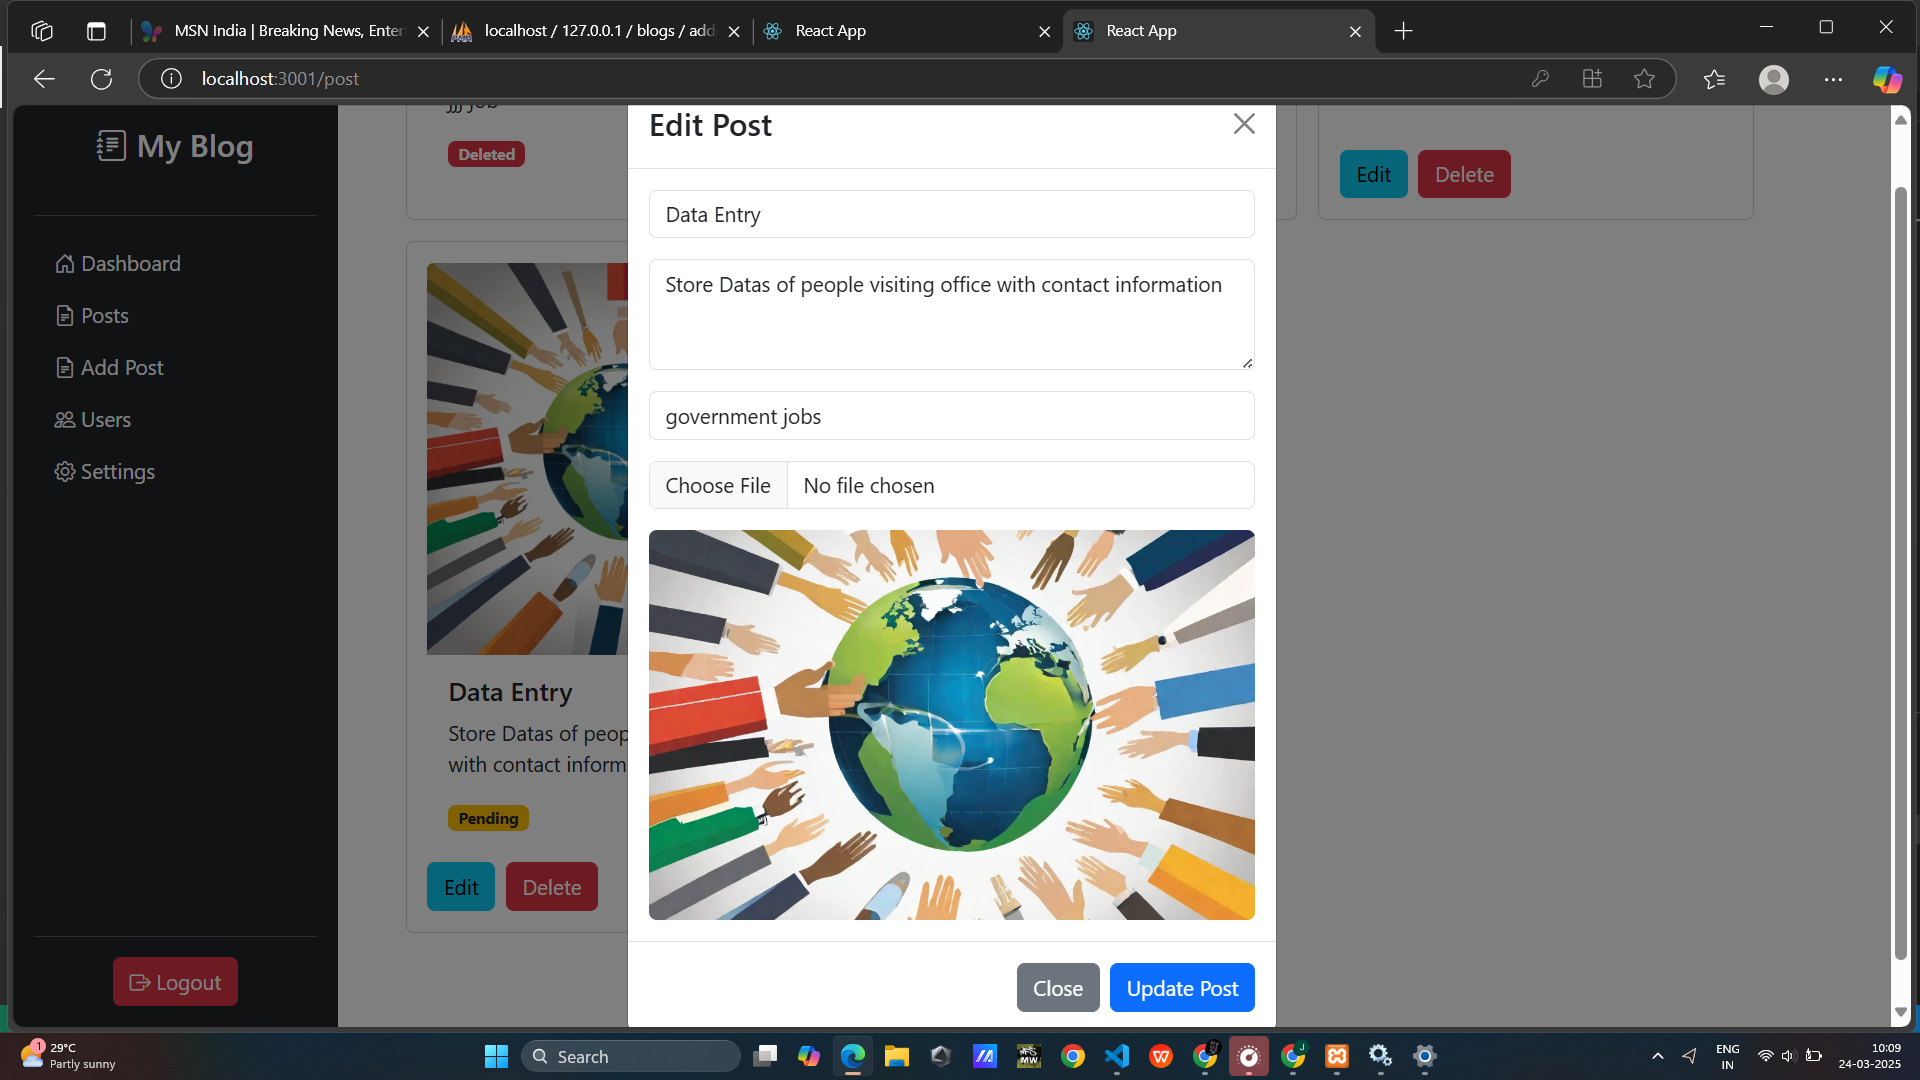 MSN India | Breaking News, Enter
localhost / 127.0.0.1 / blogs / add
React App
React App
localhost:3001/post
My Blog
Dashboard
Posts
Add Post
Users
Settings
Logout
job
Deleted
Edit
Delete
Data Entry
Store Datas of peop
with contact inform
Pending
Edit
Delete
Edit Post
Data Entry
Store Datas of people visiting office with contact information
government jobs
Choose File
No file chosen
Close
Update Post
1
29°C
Partly sunny
Search
MW
J
ENG
IN
10:09
24-03-2025